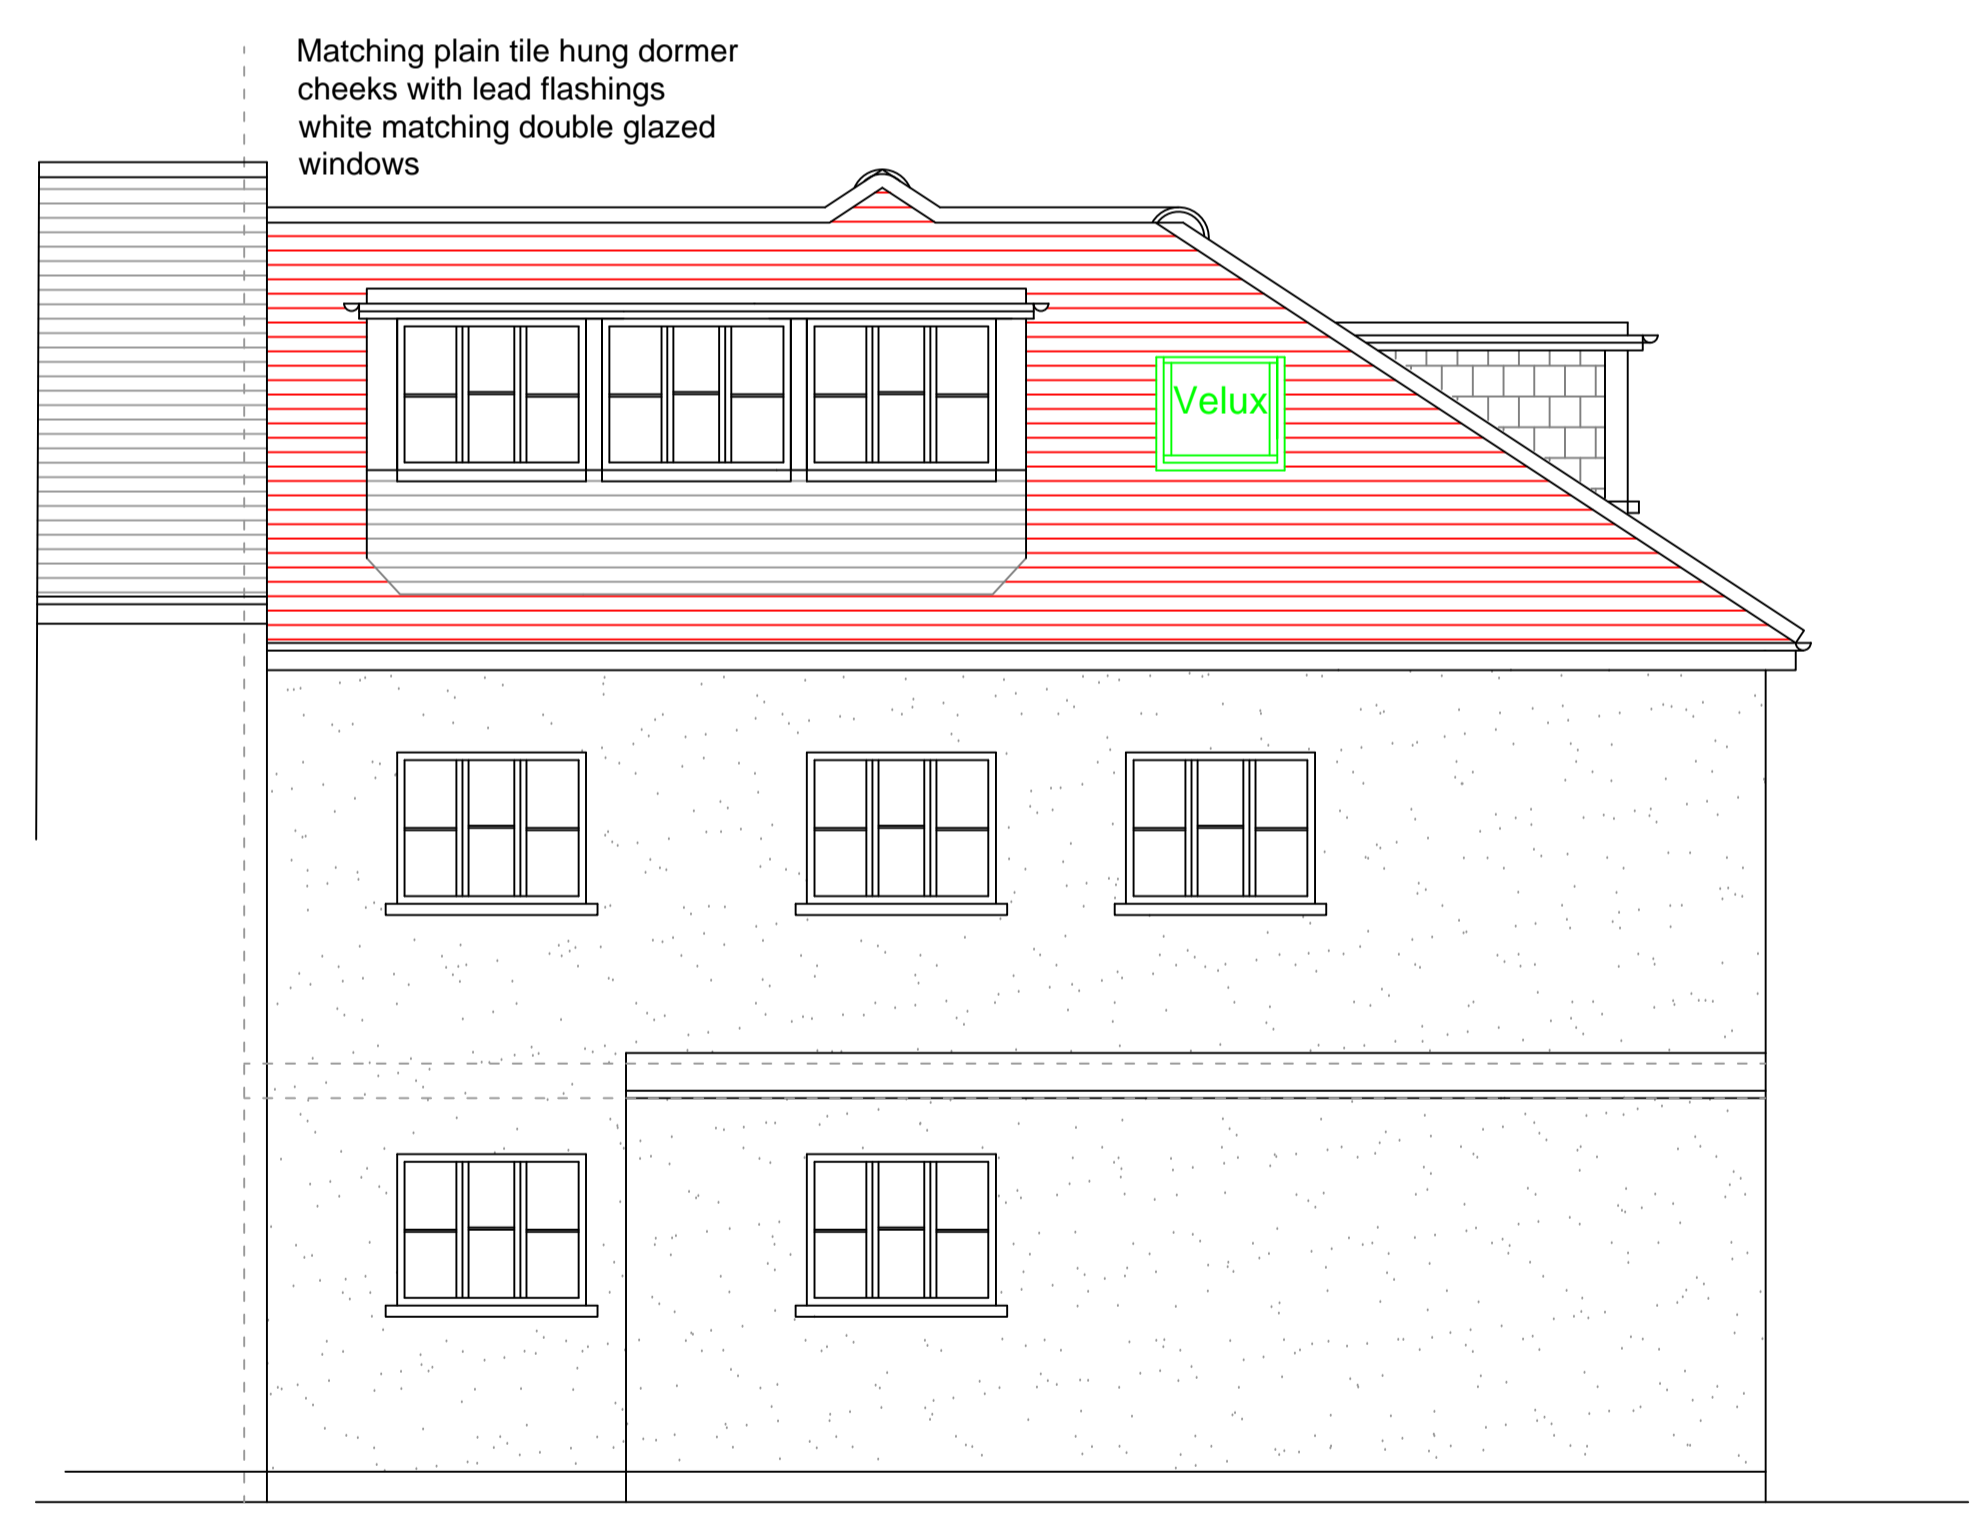 Matching plain tile hung dormer
cheeks with lead flashings
white matching double glazed
windows
Velux